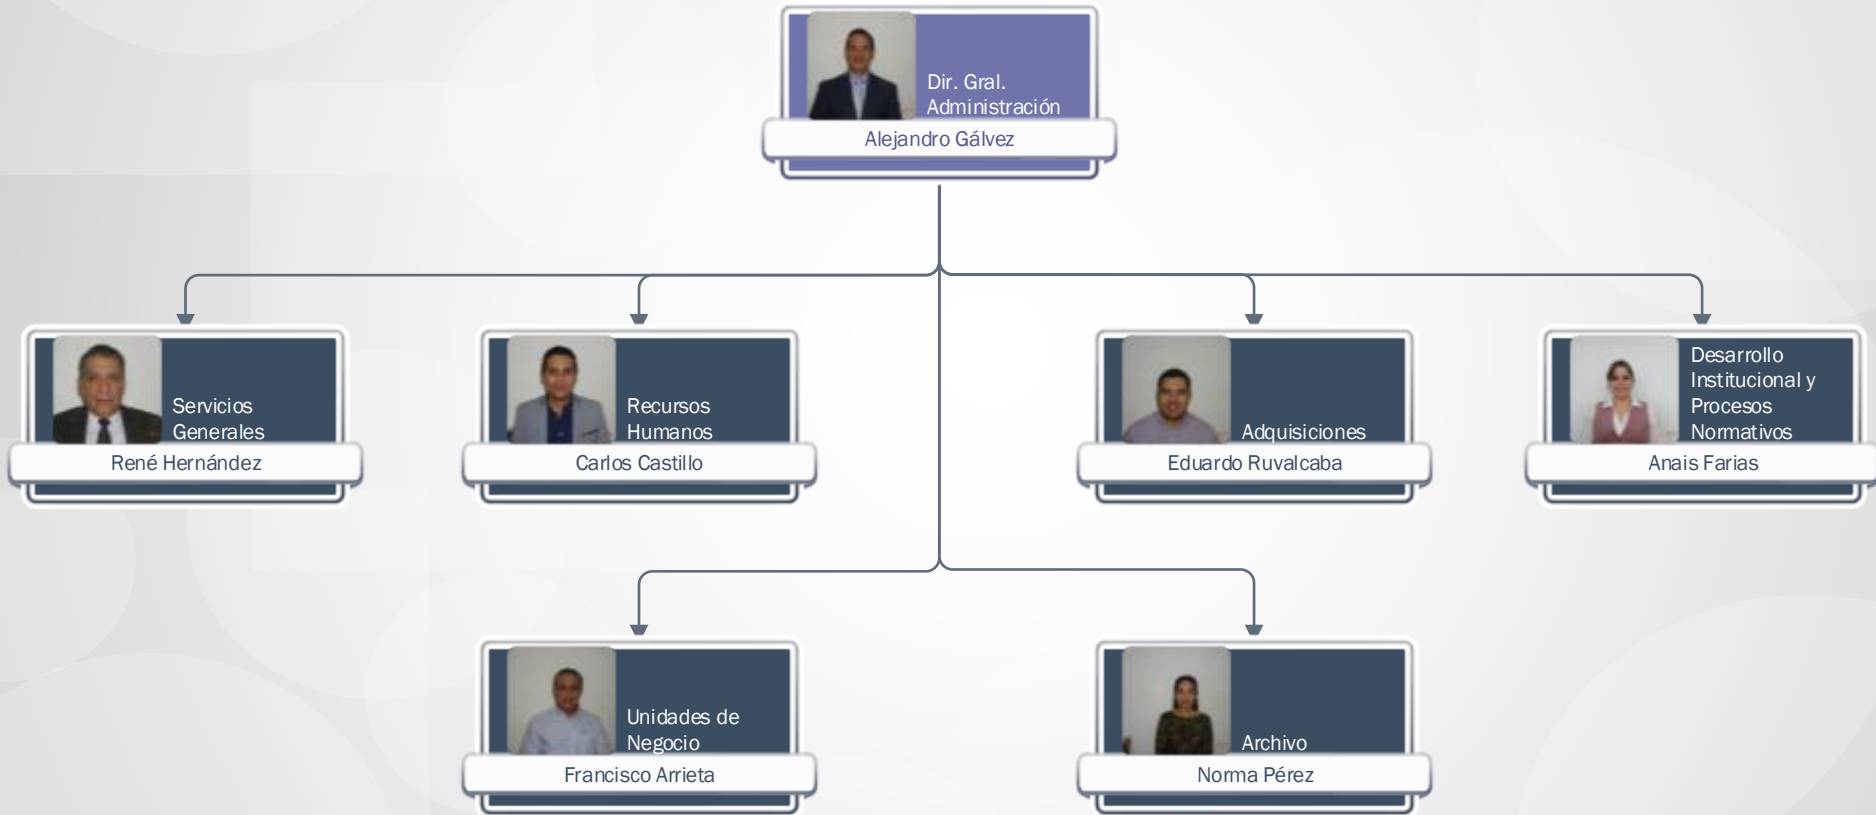 Dir. Gral.
Administración
Alejandro Gálvez
Servicios
Generales
René Hernández
Recursos
Humanos
Carlos Castillo
Adquisiciones
Eduardo Ruvalcaba
Desarrollo
Institucional y
Procesos
Normativos
Anais Farias
Unidades de
Negocio
Francisco Arrieta
Archivo
Norma Pérez